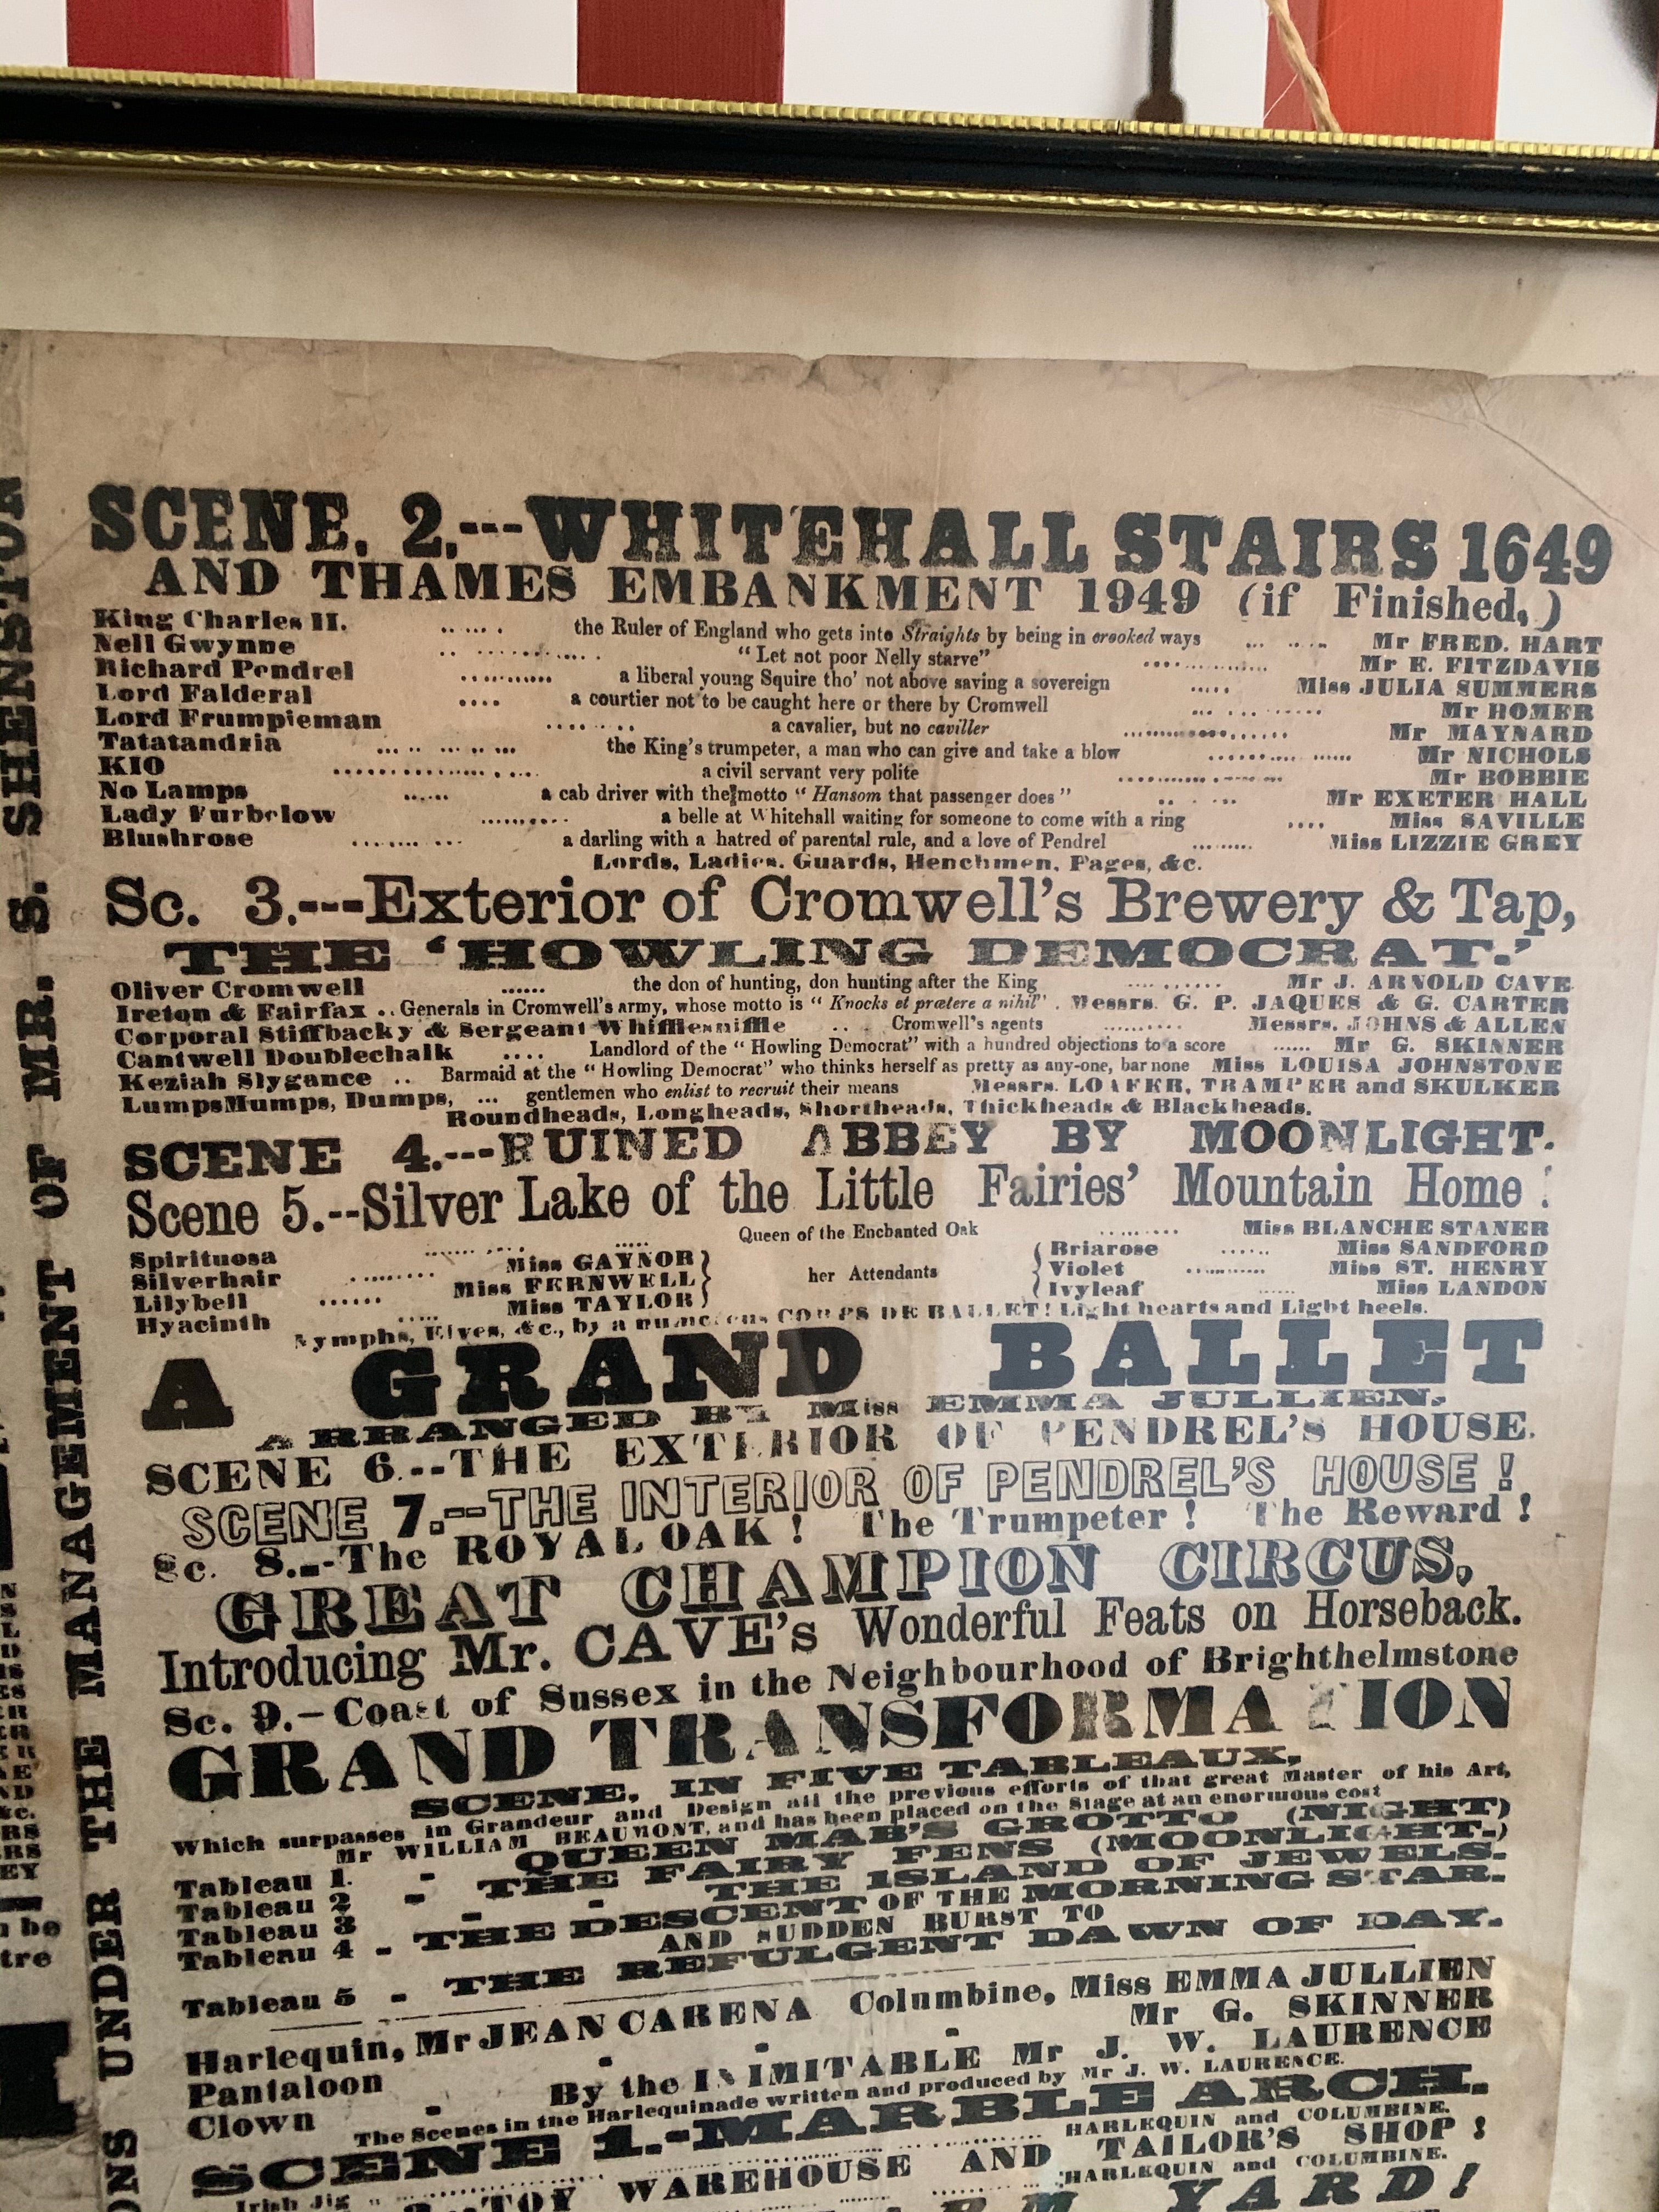 SCENE. 2,---WHITEHALL STAIRS 1649
AND THAMES EMBANKMENT 1949 (if Finished,)
King Charles II. ...... the Ruler of England who gets into Straights by being in crooked ways ... ...... Mr FRED. HART
Nell Gwynne .. ............. "Let not poor Nelly starve" ............... Mr E. FITZDAVIS
Richard Pendrel ........... a liberal young Squire tho' not above saving a sovereign ..... Miss JULIA SUMMERS
Lord Falderal .... a courtier not to be caught here or there by Cromwell ... .......... Mr HOMER
Lord Frumpieman ........ a cavalier, but no caviller .................... Mr MAYNARD
Tatatandria ... .. .. .. ... the King's trumpeter, a man who can give and take a blow ............. ...... Mr NICHOLS
KIO .................... a civil servant very polite .................... Mr BOBBIE
No Lamps ...... a cab driver with the motto "Hansom that passenger does" .. . ... Mr EXETER HALL
Lady Furbelow .......... a belle at Whitehall waiting for someone to come with a ring .... Miss SAVILLE
Blushrose ....... ... a darling with a hatred of parental rule, and a love of Pendrel ......... Miss LIZZIE GREY
Lords, Ladies, Guards, Henchmen, Pages, &c.
Sc. 3.---Exterior of Cromwell's Brewery & Tap,
THE 'HOWLING DEMOCRAT.'
Oliver Cromwell ...... the don of hunting, don hunting after the King .... ...... Mr J. ARNOLD CAVE
Ireton & Fairfax .. Generals in Cromwell's army, whose motto is "Knocks et prætere a nihil" . Messrs. G. P. JAQUES & G. CARTER
Corporal Stiffbacky & Sergeant Whifflesniffle .. . Cromwell's agents .......... Messrs. JOHNS & ALLEN
Cantwell Doublechalk .... Landlord of the "Howling Democrat" with a hundred objections to a score ...... Mr G. SKINNER
Keziah Slygance .. Barmaid at the "Howling Democrat" who thinks herself as pretty as any-one, bar none Miss LOUISA JOHNSTONE
LumpsMumps, Dumps, ... gentlemen who enlist to recruit their means Messrs. LOAFER, TRAMPER and SKULKER
Roundheads, Longheads, Shortheads, Thickheads & Blackheads.
SCENE 4.---RUINED ABBEY BY MOONLIGHT.
Scene 5.--Silver Lake of the Little Fairies' Mountain Home !
Spirituosa ....... .... ..... Queen of the Enchanted Oak .. ...... Miss BLANCHE STANER
Silverhair ......... Miss GAYNOR } { Briarose ...... Miss SANDFORD
Lilybell ...... Miss FERNWELL } her Attendants { Violet ........... Miss ST. HENRY
Hyacinth ..... Miss TAYLOR } { Ivyleaf ...... Miss LANDON
Nymphs, Elves, &c., by a numerous CORPS DE BALLET! Light hearts and Light heels.
A GRAND BALLET
ARRANGED BY Miss EMMA JULLIEN,
SCENE 6.--THE EXTERIOR OF PENDREL'S HOUSE.
SCENE 7.--THE INTERIOR OF PENDREL'S HOUSE !
Sc. 8.--The ROYAL OAK ! The Trumpeter ! The Reward !
GREAT CHAMPION CIRCUS,
Introducing Mr. CAVE's Wonderful Feats on Horseback.
Sc. 9.—Coast of Sussex in the Neighbourhood of Brighthelmstone
GRAND TRANSFORMATION
SCENE, IN FIVE TABLEAUX,
Which surpasses in Grandeur and Design all the previous efforts of that great Master of his Art,
Mr WILLIAM BEAUMONT, and has been placed on the Stage at an enormous cost
Tableau 1. - QUEEN MAB'S GROTTO (NIGHT)
Tableau 2 - THE FAIRY FENS (MOONLIGHT.)
Tableau 3 - - THE ISLAND OF JEWELS.
Tableau 4 - THE DESCENT OF THE MORNING STAR.
AND SUDDEN BURST TO
Tableau 5 - THE REFULGENT DAWN OF DAY.
Harlequin, Mr JEAN CARENA Columbine, Miss EMMA JULLIEN
Pantaloon - - - Mr G. SKINNER
Clown - By the INIMITABLE Mr J. W. LAURENCE
The Scenes in the Harlequinade written and produced by Mr J. W. LAURENCE.
SCENE 1.-MARBLE ARCH.
Irish Jig ............ HARLEQUIN and COLUMBINE.
TOY WAREHOUSE AND TAILOR'S SHOP !
HARLEQUIN and COLUMBINE.
YARD!
UNDER THE MANAGEMENT OF MR. S. SHENSTON